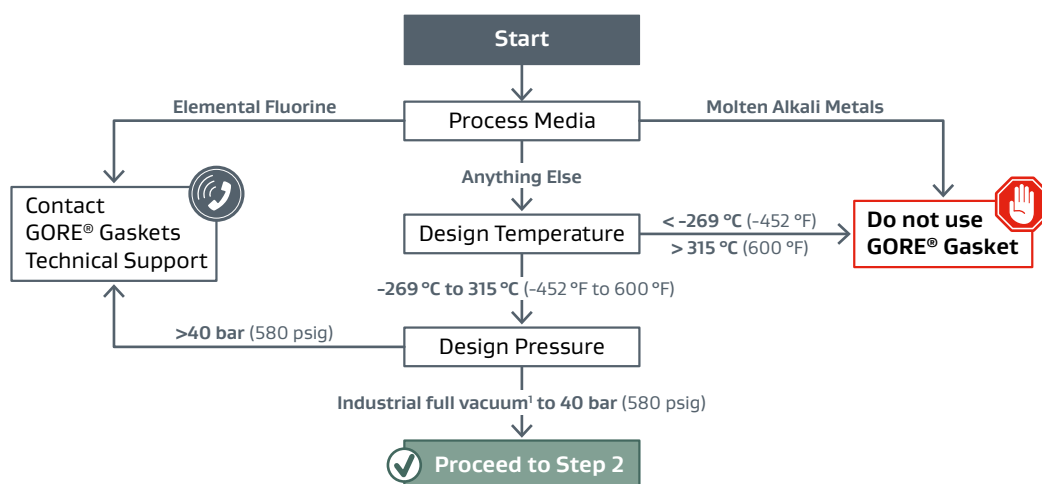 Start
Elemental Fluorine
Process Media
Molten Alkali Metals
Anything Else
Contact
GORE® Gaskets
Technical Support
Design Temperature
< -269 °C (-452 °F)
> 315 °C (600 °F)
Do not use
GORE® Gasket
-269 °C to 315 °C (-452 °F to 600 °F)
>40 bar (580 psig)
Design Pressure
Industrial full vacuum¹ to 40 bar (580 psig)
Proceed to Step 2